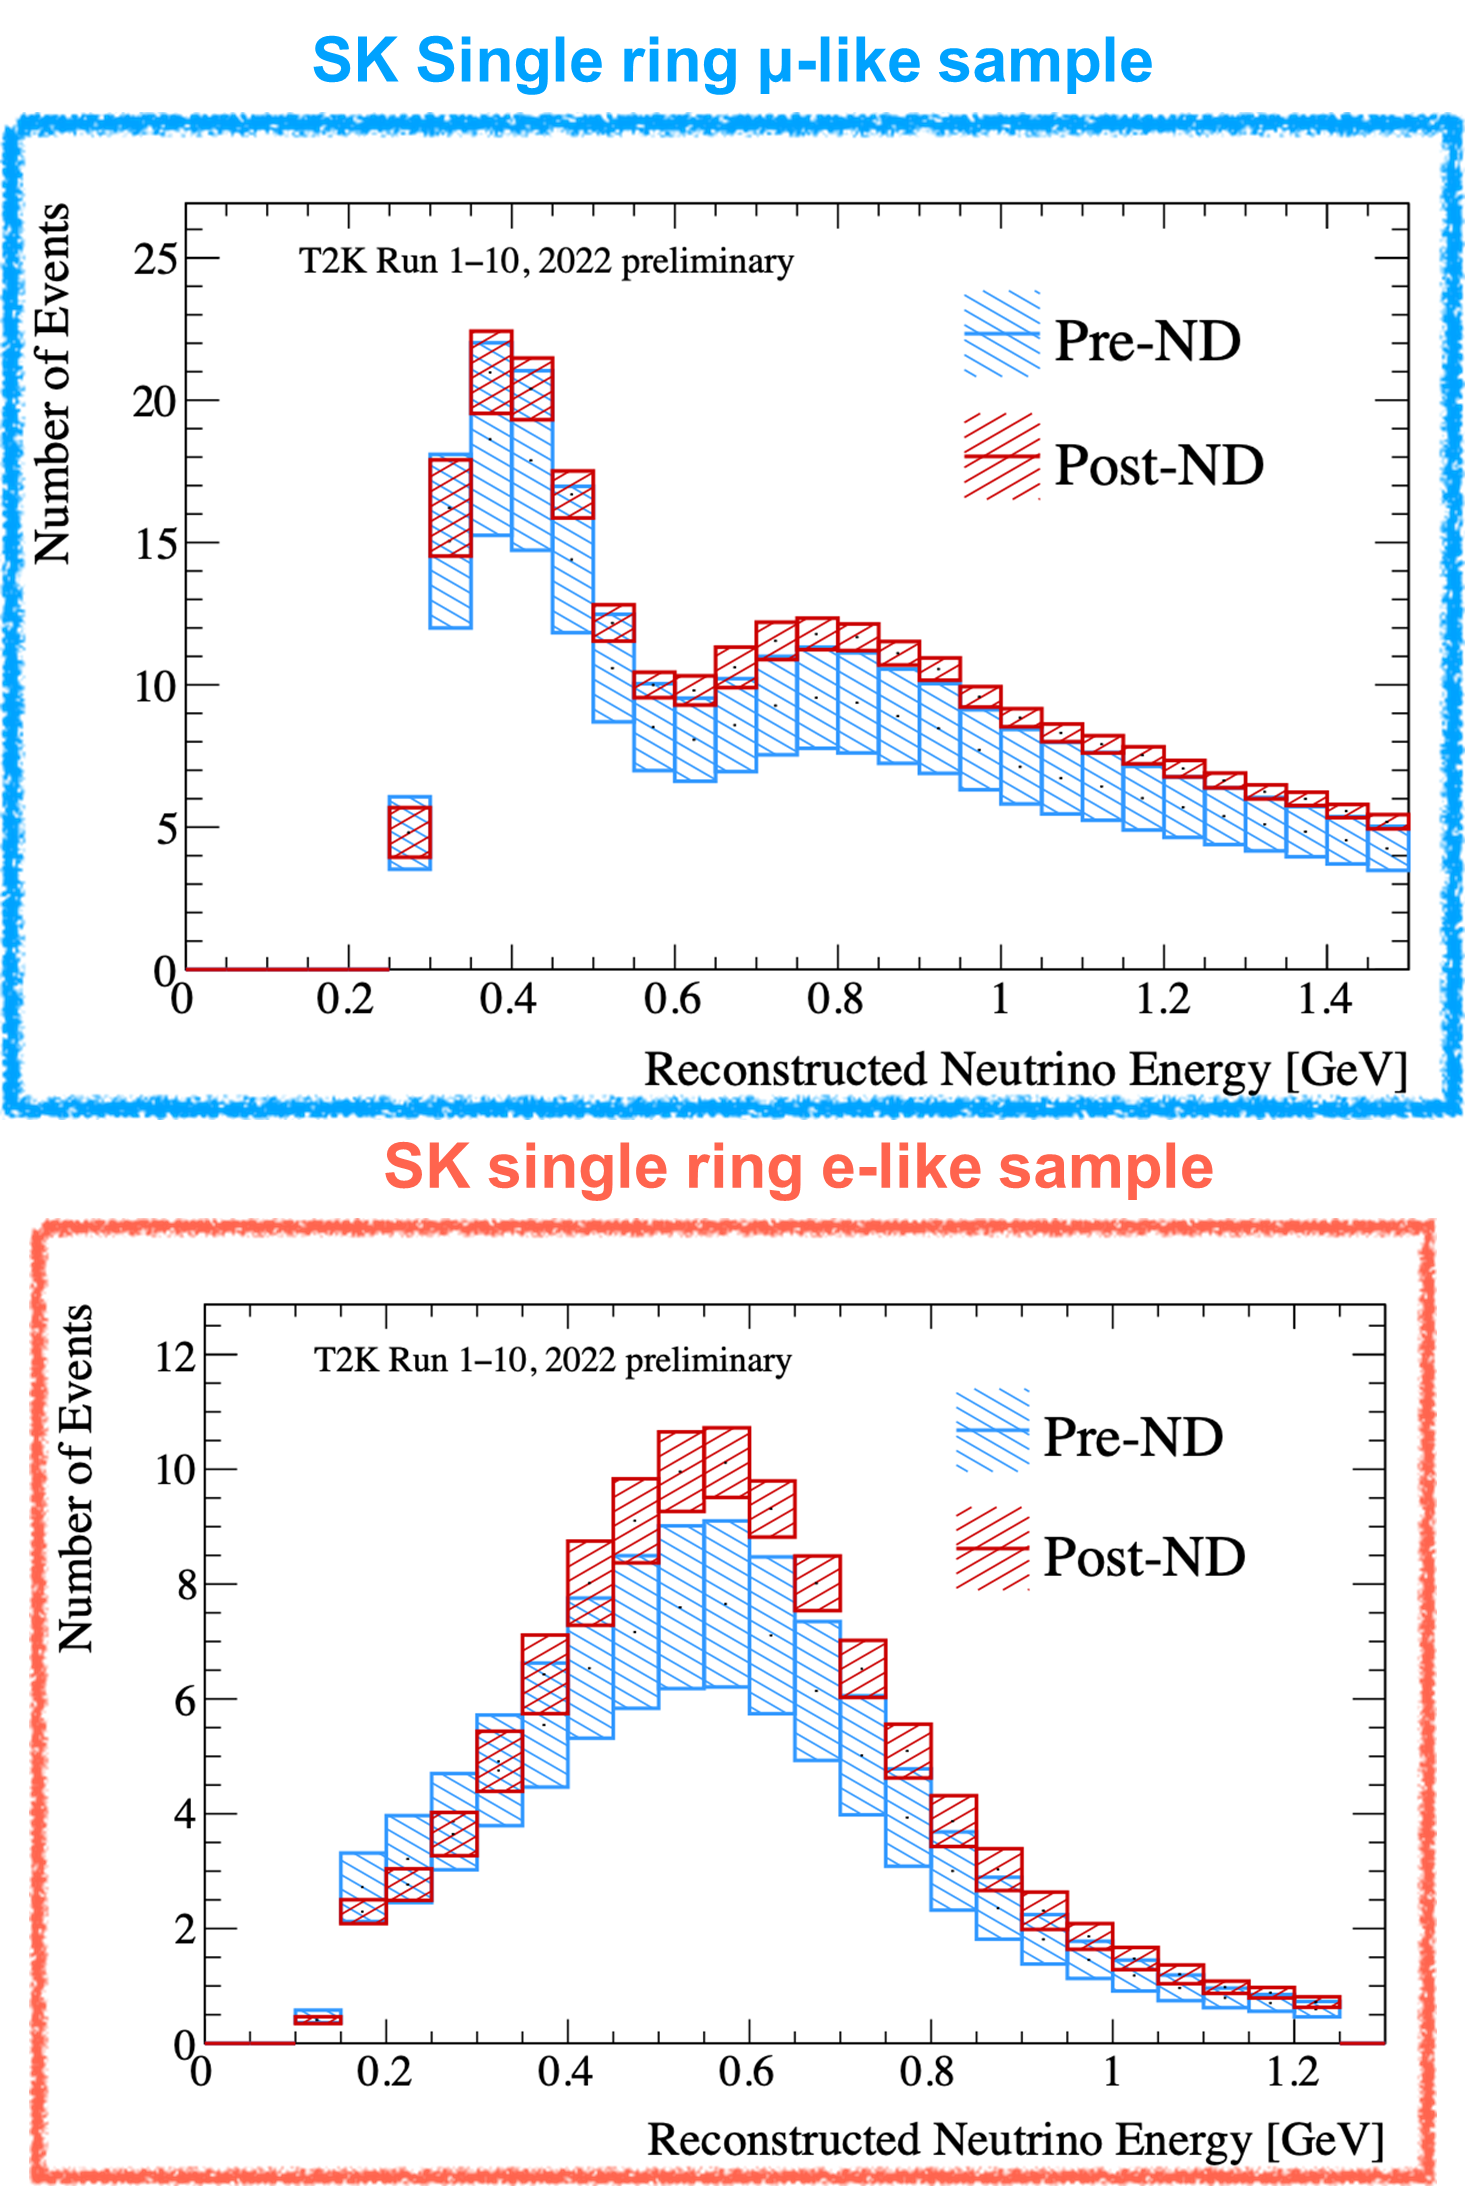 SK Single ring μ-like sample
Number of Events
T2K Run 1–10, 2022 preliminary
Pre-ND
Post-ND
25
20
15
10
5
0
0 0.2 0.4 0.6 0.8 1 1.2 1.4
Reconstructed Neutrino Energy [GeV]
SK single ring e-like sample
Number of Events
T2K Run 1–10, 2022 preliminary
Pre-ND
Post-ND
12
10
8
6
4
2
0
0 0.2 0.4 0.6 0.8 1 1.2
Reconstructed Neutrino Energy [GeV]